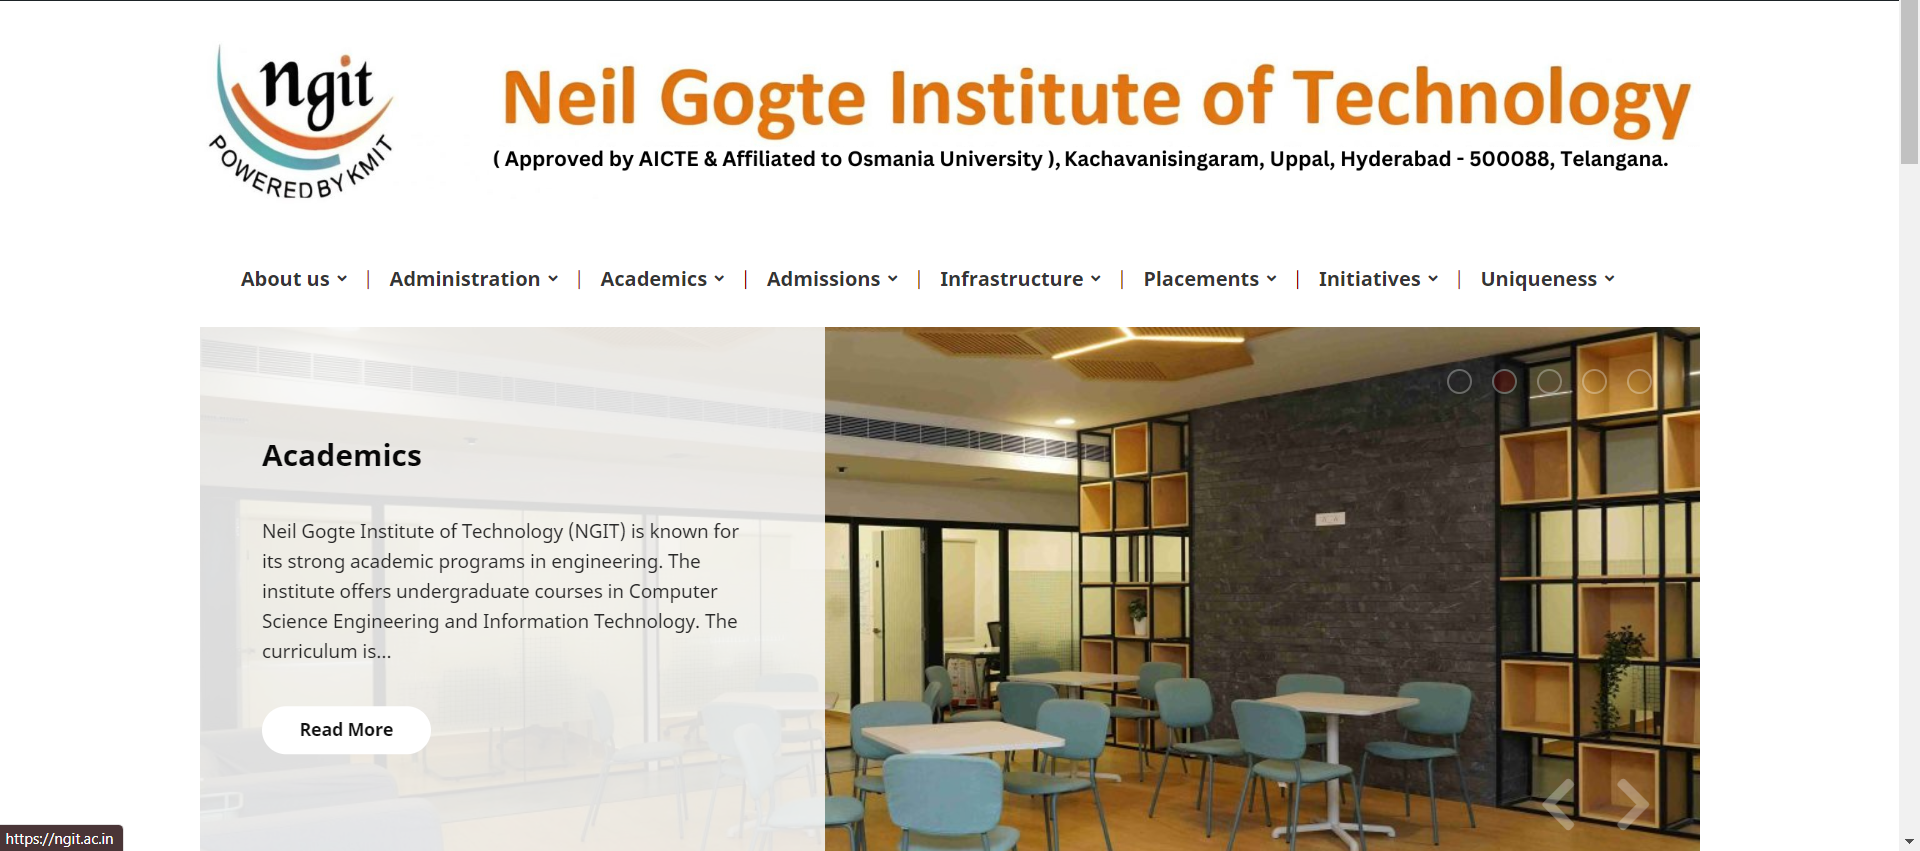 ngit
POWERED BY KMIT
Neil Gogte Institute of Technology
( Approved by AICTE & Affiliated to Osmania University ), Kachavanisingaram, Uppal, Hyderabad - 500088, Telangana.
About us | Administration | Academics | Admissions | Infrastructure | Placements | Initiatives | Uniqueness
Academics
Neil Gogte Institute of Technology (NGIT) is known for
its strong academic programs in engineering. The
institute offers undergraduate courses in Computer
Science Engineering and Information Technology. The
curriculum is...
Read More
https://ngit.ac.in